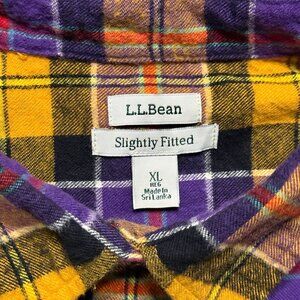 L.L.Bean
Slightly Fitted
XL
REG
Made in
Sri Lanka